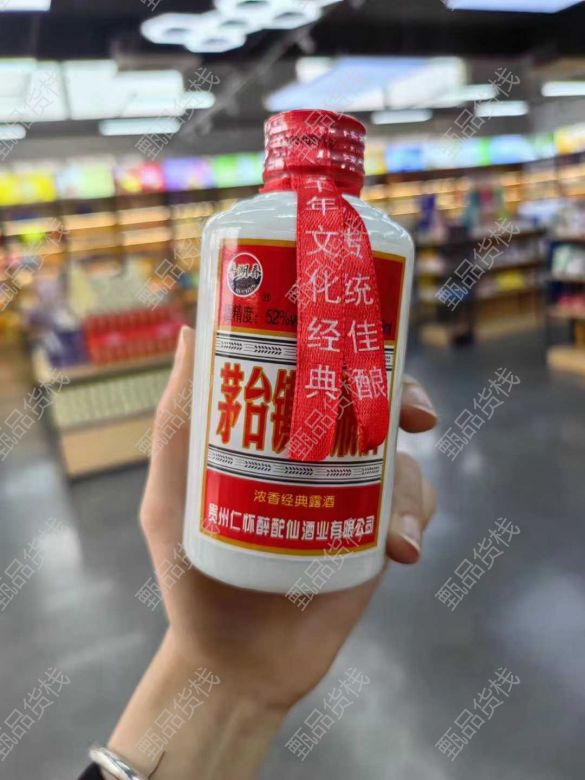 千年文化经典
传统佳酿
酒精度：52%v
茅台镇
浓香经典露酒
贵州仁怀醉酡仙酒业有限公司
甄品货栈